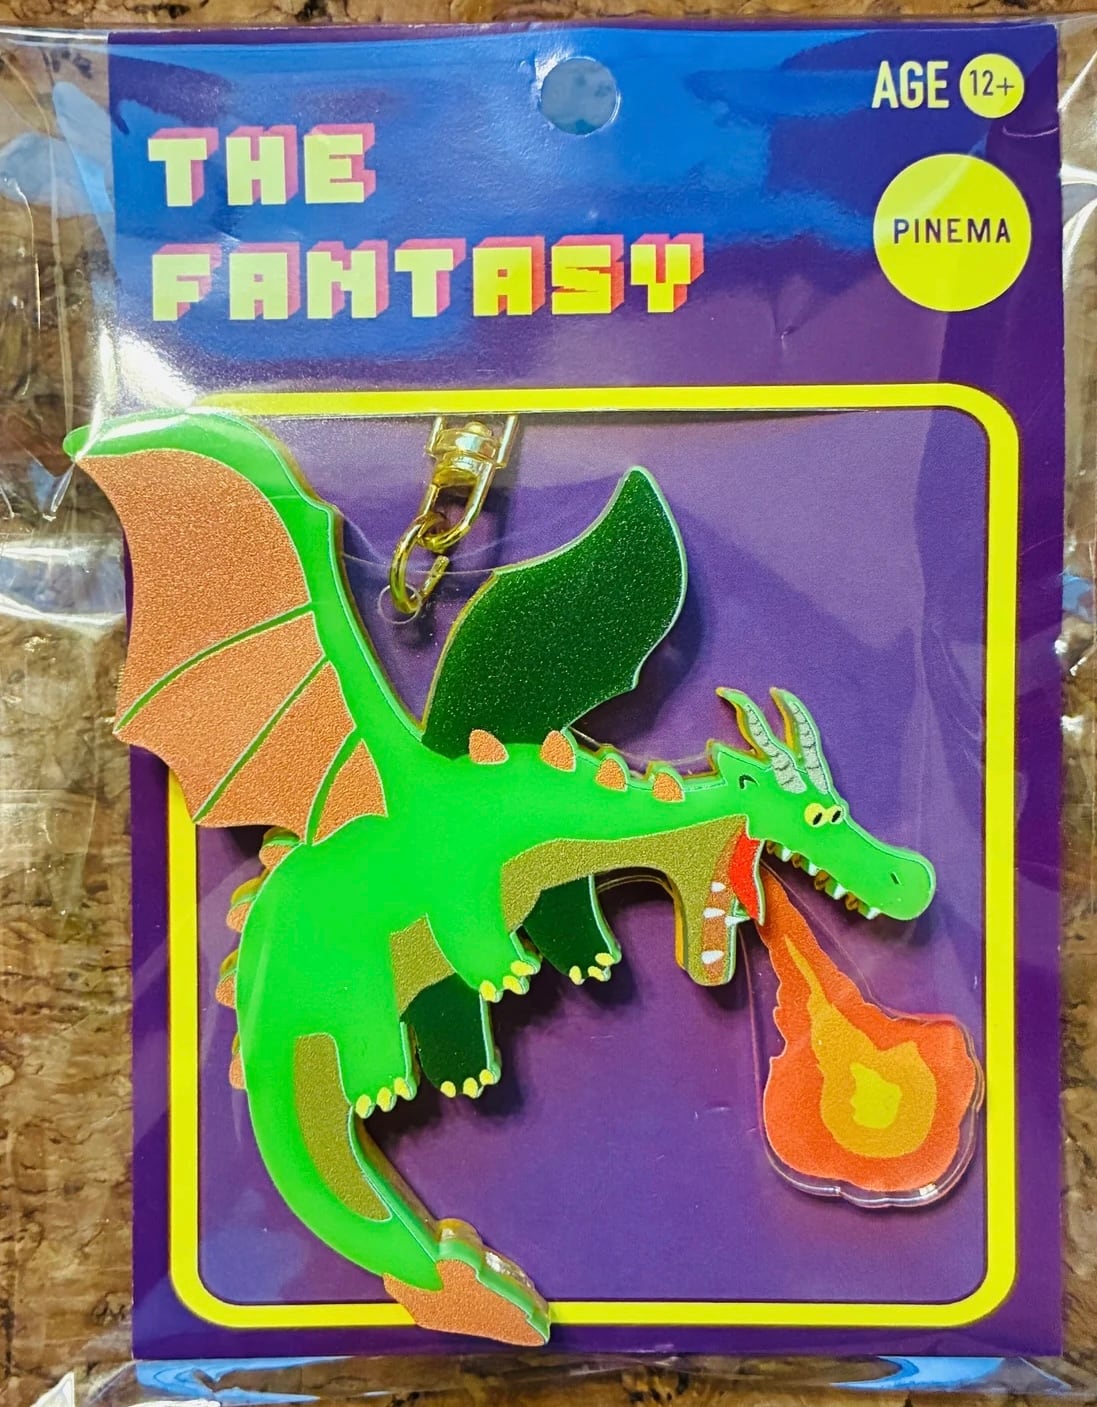 AGE 12+
THE
FANTASY
PINEMA